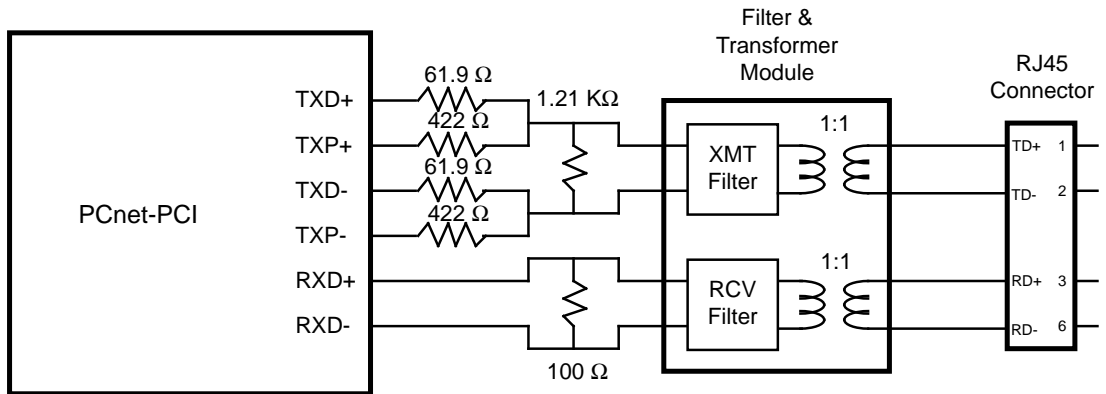 Filter &
Transformer
Module
RJ45
Connector
PCnet-PCI
TXD+
TXP+
TXD-
TXP-
RXD+
RXD-
61.9 Ω
422 Ω
61.9 Ω
422 Ω
1.21 KΩ
100 Ω
XMT
Filter
1:1
RCV
Filter
1:1
TD+ 1
TD- 2
RD+ 3
RD- 6